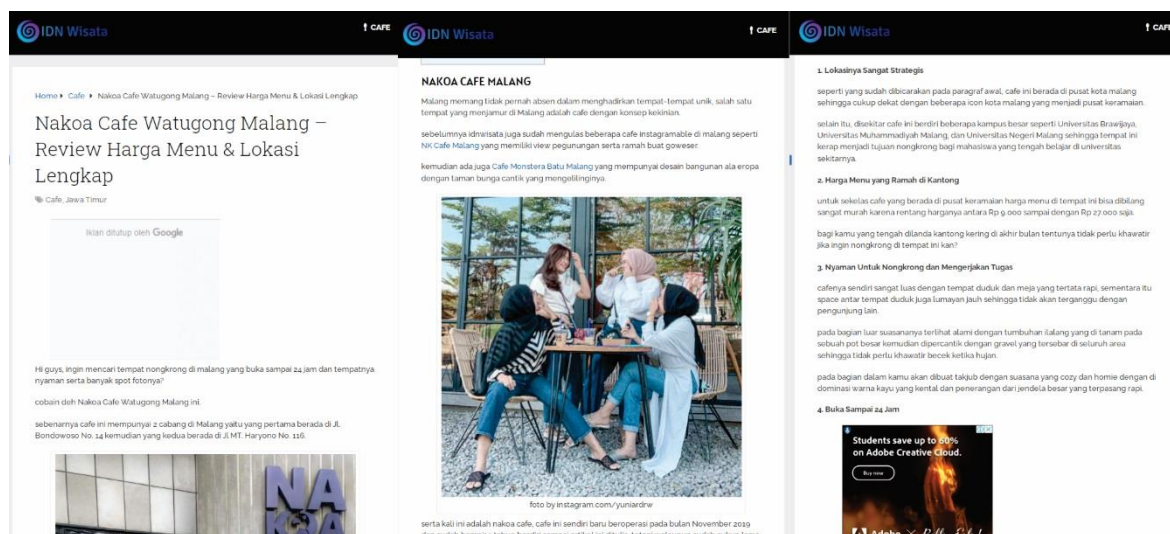 IDN Wisata
CAFE
Home Cafe Nakoa Cafe Watugong Malang – Review Harga Menu & Lokasi Lengkap
Nakoa Cafe Watugong Malang –
Review Harga Menu & Lokasi
Lengkap
Cafe, Jawa Timur
Iklan ditutup oleh Google
Hi guys, ingin mencari tempat nongkrong di malang yang buka sampai 24 jam dan tempatnya
nyaman serta banyak spot fotonya?
cobain deh Nakoa Cafe Watugong Malang ini.
sebenarnya cafe ini mempunyai 2 cabang di Malang yaitu yang pertama berada di Jl.
Bondowoso No. 14 kemudian yang kedua berada di Jl MT. Haryono No. 116.
NA
KOA
IDN Wisata
CAFE
NAKOA CAFE MALANG
Malang memang tidak pernah absen dalam menghadirkan tempat-tempat unik, salah satu
tempat yang menjamur di Malang adalah cafe dengan konsep kekinian.
sebelumnya idnwisata juga sudah mengulas beberapa cafe instagramable di malang seperti
NK Cafe Malang yang memiliki view pegunungan serta ramah buat goweser.
kemudian ada juga Cafe Monstera Batu Malang yang mempunyai desain bangunan ala eropa
dengan taman bunga cantik yang mengelilinginya.
foto by instagram.com/yuniardrw
serta kali ini adalah nakoa cafe, cafe ini sendiri baru beroperasi pada bulan November 2019
IDN Wisata
CAFE
1. Lokasinya Sangat Strategis
seperti yang sudah dibicarakan pada paragraf awal, cafe ini berada di pusat kota malang
sehingga cukup dekat dengan beberapa icon kota malang yang menjadi pusat keramaian.
selain itu, disekitar cafe ini berdiri beberapa kampus besar seperti Universitas Brawijaya,
Universitas Muhammadiyah Malang, dan Universitas Negeri Malang sehingga tempat ini
kerap menjadi tujuan nongkrong bagi mahasiswa yang tengah belajar di universitas
sekitarnya.
2. Harga Menu yang Ramah di Kantong
untuk sekelas cafe yang berada di pusat keramaian harga menu di tempat ini bisa dibilang
sangat murah karena rentang harganya antara Rp 9.000 sampai dengan Rp 27.000 saja.
bagi kamu yang tengah dilanda kantong kering di akhir bulan tentunya tidak perlu khawatir
jika ingin nongkrong di tempat ini kan?
3. Nyaman Untuk Nongkrong dan Mengerjakan Tugas
cafenya sendiri sangat luas dengan tempat duduk dan meja yang tertata rapi, sementara itu
space antar tempat duduk juga lumayan jauh sehingga tidak akan terganggu dengan
pengunjung lain.
pada bagian luar suasananya terlihat alami dengan tumbuhan ilalang yang di tanam pada
sebuah pot besar kemudian dipercantik dengan gravel yang tersebar di seluruh area
sehingga tidak perlu khawatir becek ketika hujan.
pada bagian dalam kamu akan dibuat takjub dengan suasana yang cozy dan homie dengan di
dominasi warna kayu yang kental dan penerangan dari jendela besar yang terpasang rapi.
4. Buka Sampai 24 Jam
Students save up to 60%
on Adobe Creative Cloud.
Buy now
Adobe